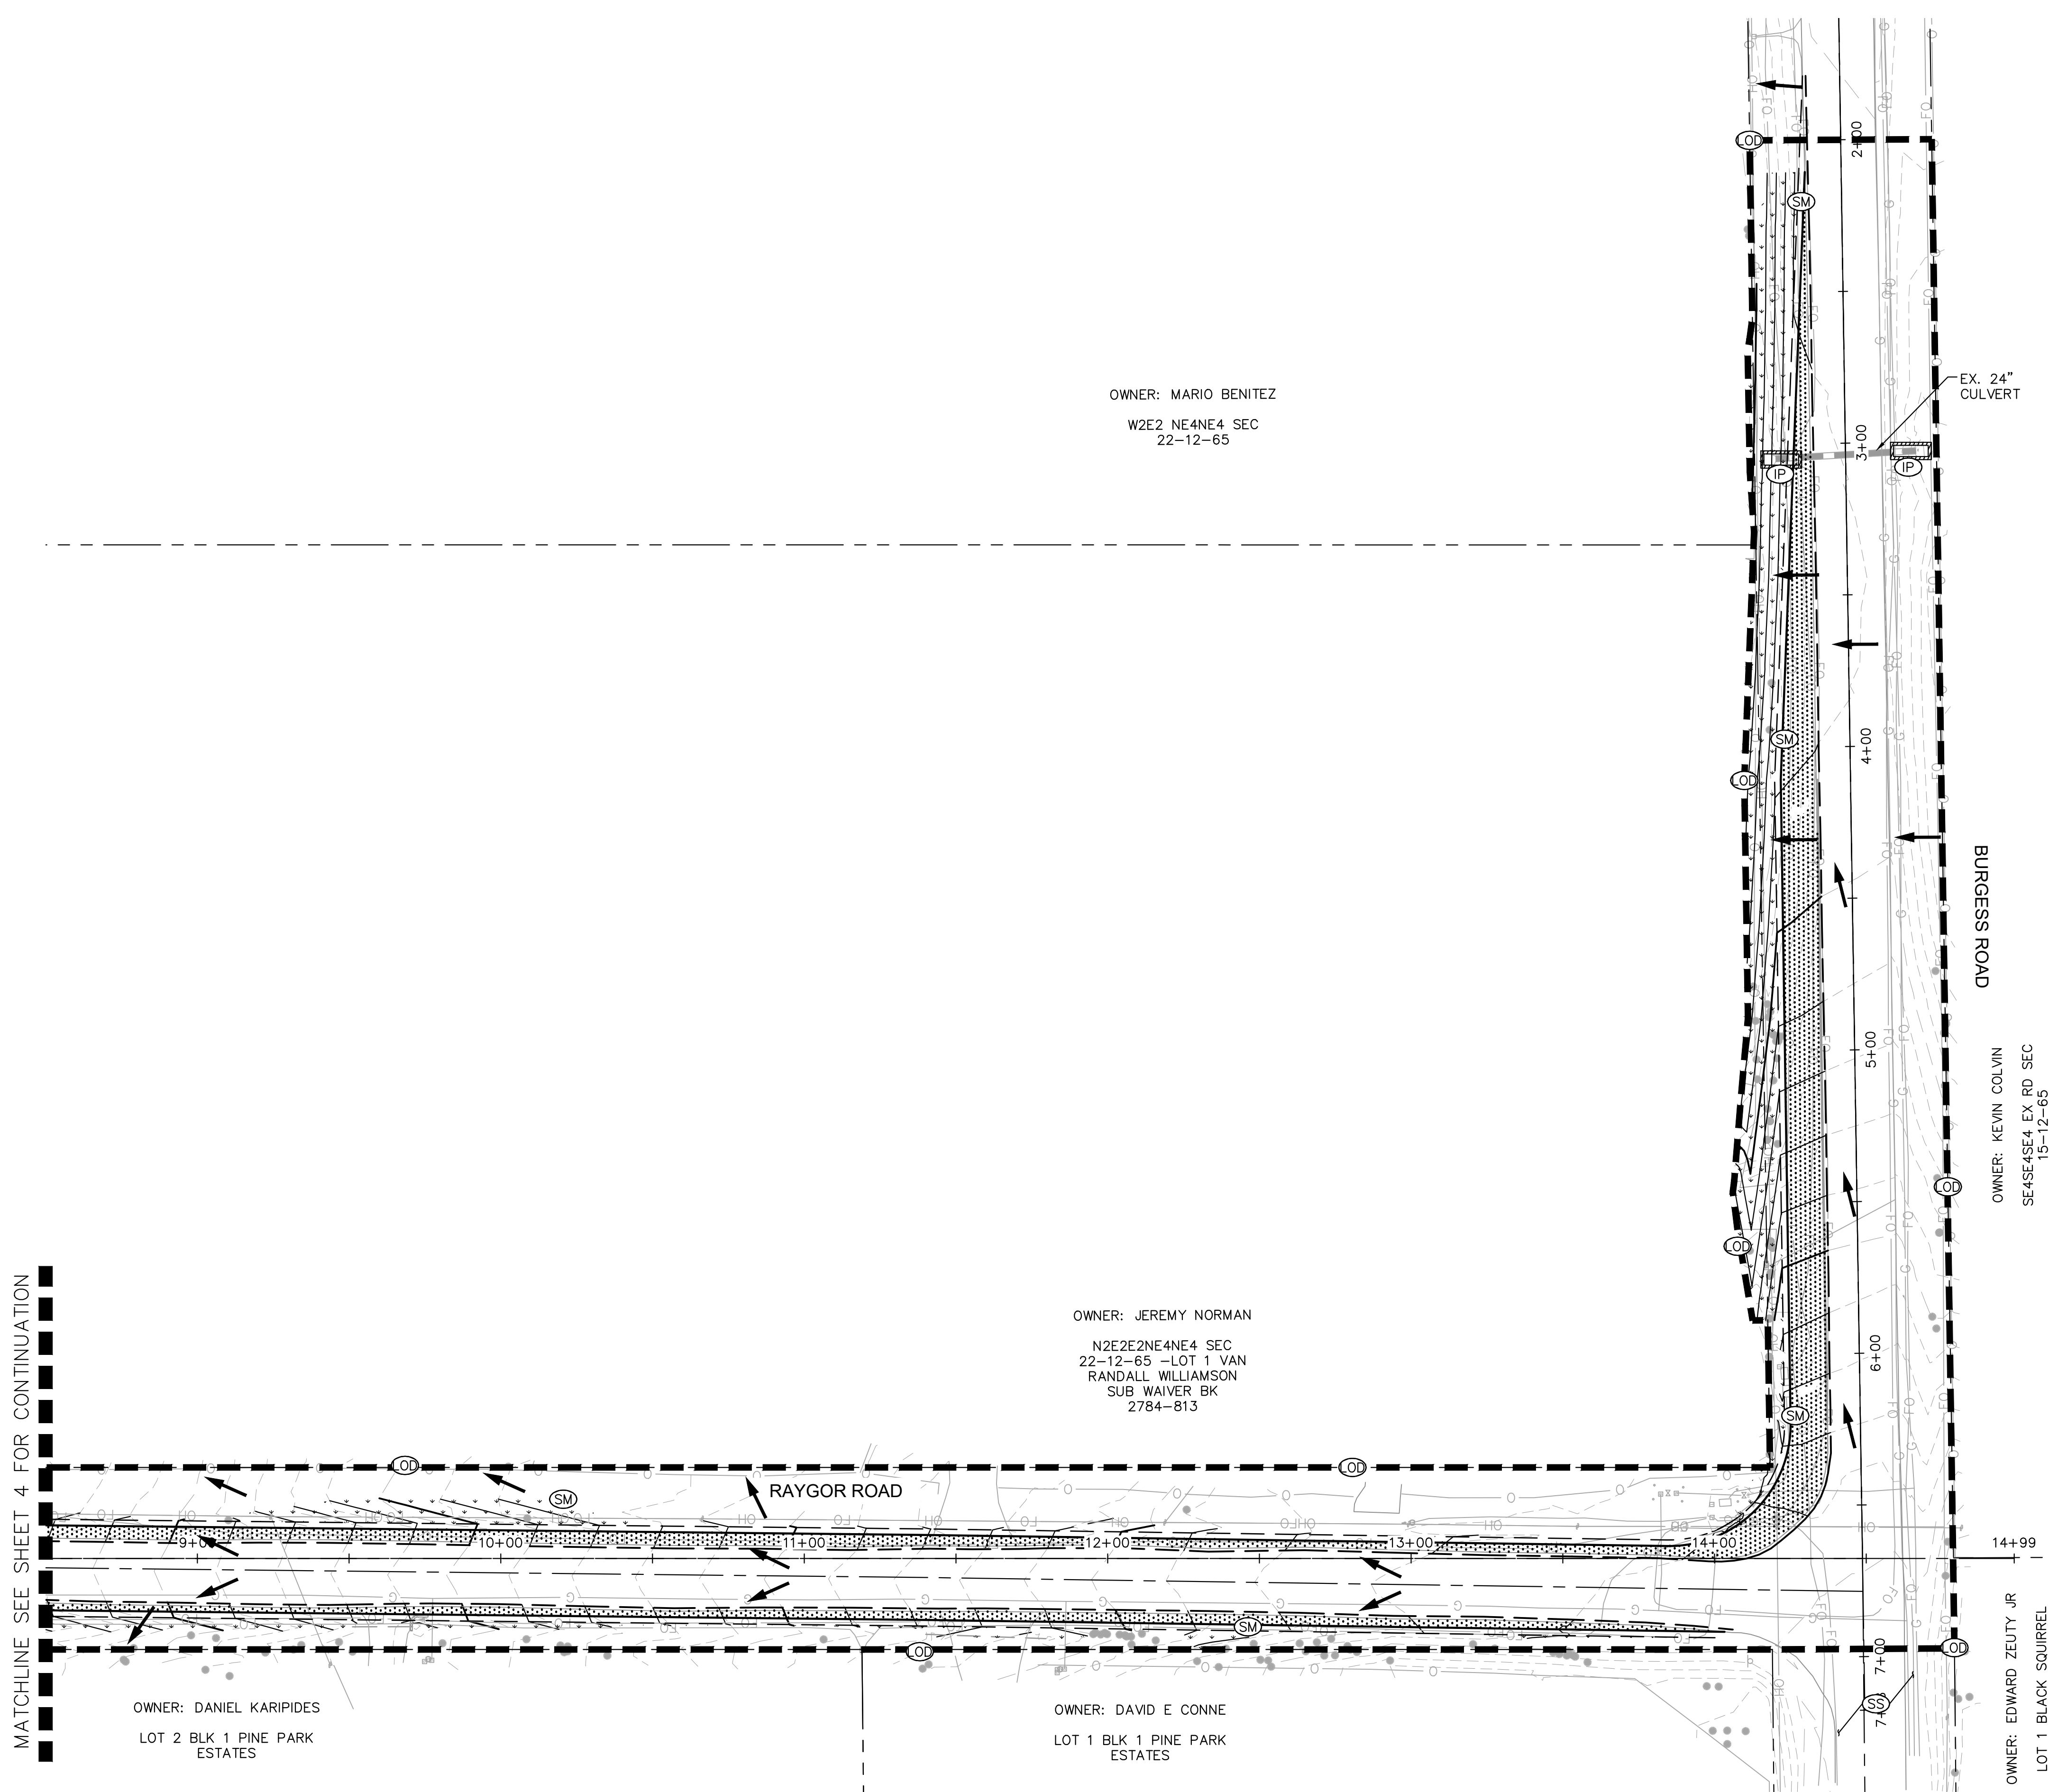 LOD
2+00
SM
OWNER: MARIO BENITEZ
W2E2 NE4NE4 SEC
22-12-65
EX. 24"
CULVERT
3+00
IP
IP
SM
4+00
LOD
BURGESS ROAD
5+00
OWNER: KEVIN COLVIN
SE4SE4SE4 EX RD SEC
15-12-65
LOD
LOD
MATCHLINE SEE SHEET 4 FOR CONTINUATION
OWNER: JEREMY NORMAN
N2E2E2NE4NE4 SEC
22-12-65 -LOT 1 VAN
RANDALL WILLIAMSON
SUB WAIVER BK
2784-813
6+00
SM
LOD
LOD
SM
RAYGOR ROAD
9+00
10+00
11+00
12+00
13+00
14+00
14+99
SM
LOD
LOD
7+00
SS
OWNER: DANIEL KARIPIDES
LOT 2 BLK 1 PINE PARK
ESTATES
OWNER: DAVID E CONNE
LOT 1 BLK 1 PINE PARK
ESTATES
OWNER: EDWARD ZEUTY JR
LOT 1 BLACK SQUIRREL